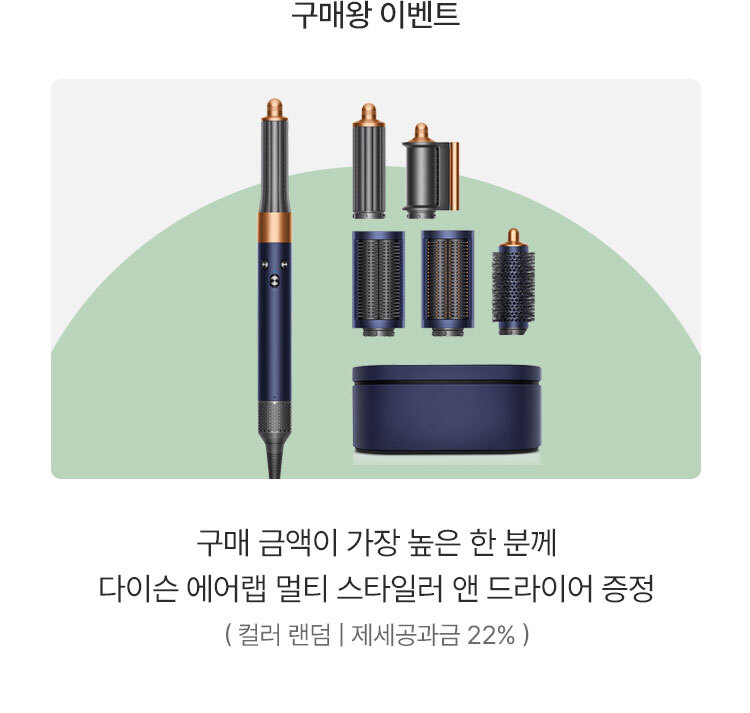 구매왕 이벤트
구매 금액이 가장 높은 한 분께
다이슨 에어랩 멀티 스타일러 앤 드라이어 증정
( 컬러 랜덤 | 제세공과금 22% )